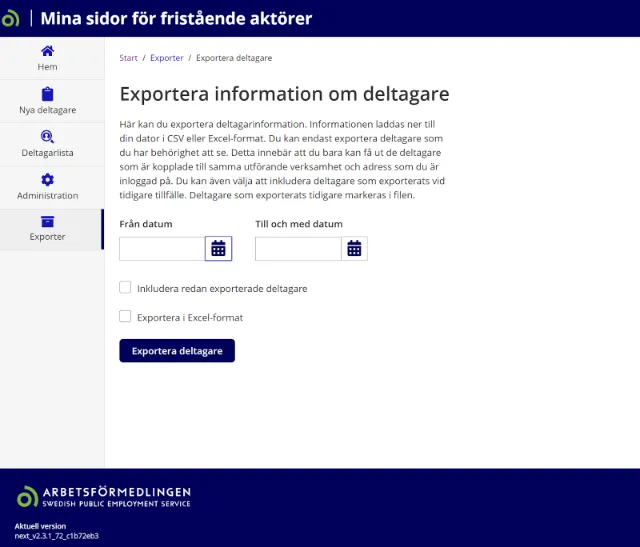 Mina sidor för fristående aktörer
Hem
Nya deltagare
Deltagarlista
Administration
Exporter
Start / Exporter / Exportera deltagare
Exportera information om deltagare
Här kan du exportera deltagarinformation. Informationen laddas ner till
din dator i CSV eller Excel-format. Du kan endast exportera deltagare som
du har behörighet att se. Detta innebär att du bara kan få ut de deltagare
som är kopplade till samma utförande verksamhet och adress som du är
inloggad på. Du kan även välja att inkludera deltagare som exporterats vid
tidigare tillfälle. Deltagare som exporterats tidigare markeras i filen.
Från datum
Till och med datum
Inkludera redan exporterade deltagare
Exportera i Excel-format
Exportera deltagare
ARBETSFÖRMEDLINGEN
SWEDISH PUBLIC EMPLOYMENT SERVICE
Aktuell version
next_v2.3.1_72_c1b72eb3